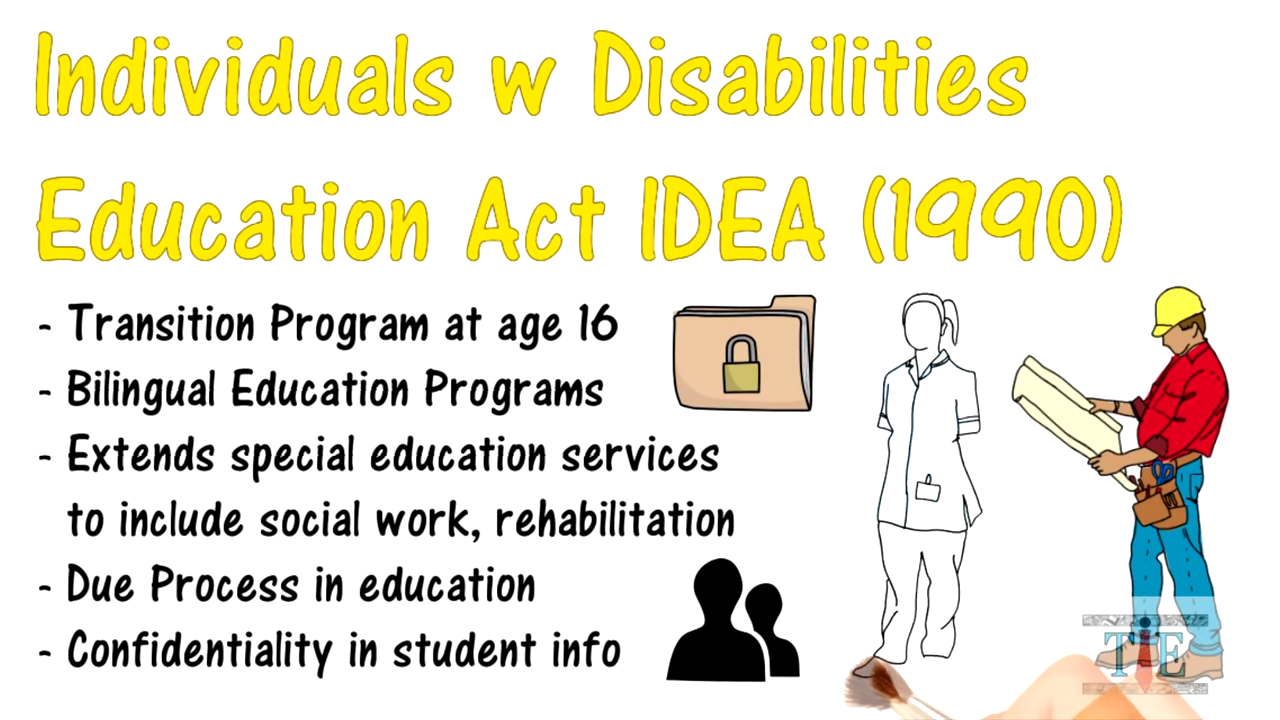 Individuals w Disabilities
Education Act IDEA (1990)
- Transition Program at age 16
- Bilingual Education Programs
- Extends special education services
to include social work, rehabilitation
- Due Process in education
- Confidentiality in student info
TIE